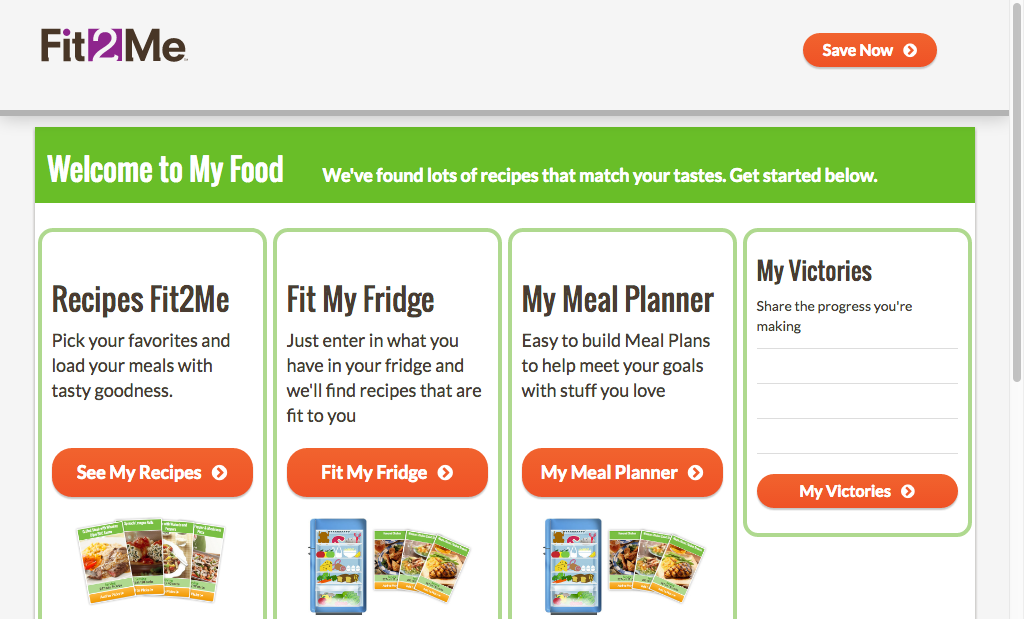 Fit2Me
Save Now
Welcome to My Food
We've found lots of recipes that match your tastes. Get started below.
Recipes Fit2Me
Pick your favorites and
load your meals with
tasty goodness.
See My Recipes
Fit My Fridge
Just enter in what you
have in your fridge and
we'll find recipes that are
fit to you
Fit My Fridge
My Meal Planner
Easy to build Meal Plans
to help meet your goals
with stuff you love
My Meal Planner
My Victories
Share the progress you're
making
My Victories